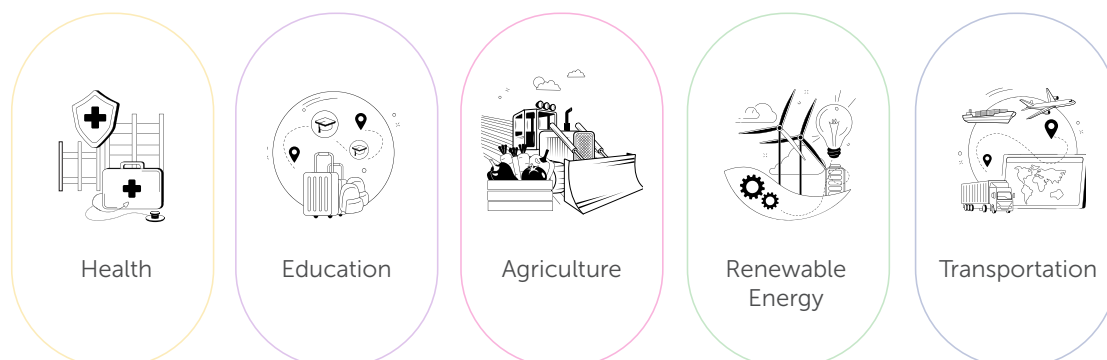 Health
Education
Agriculture
Renewable
Energy
Transportation